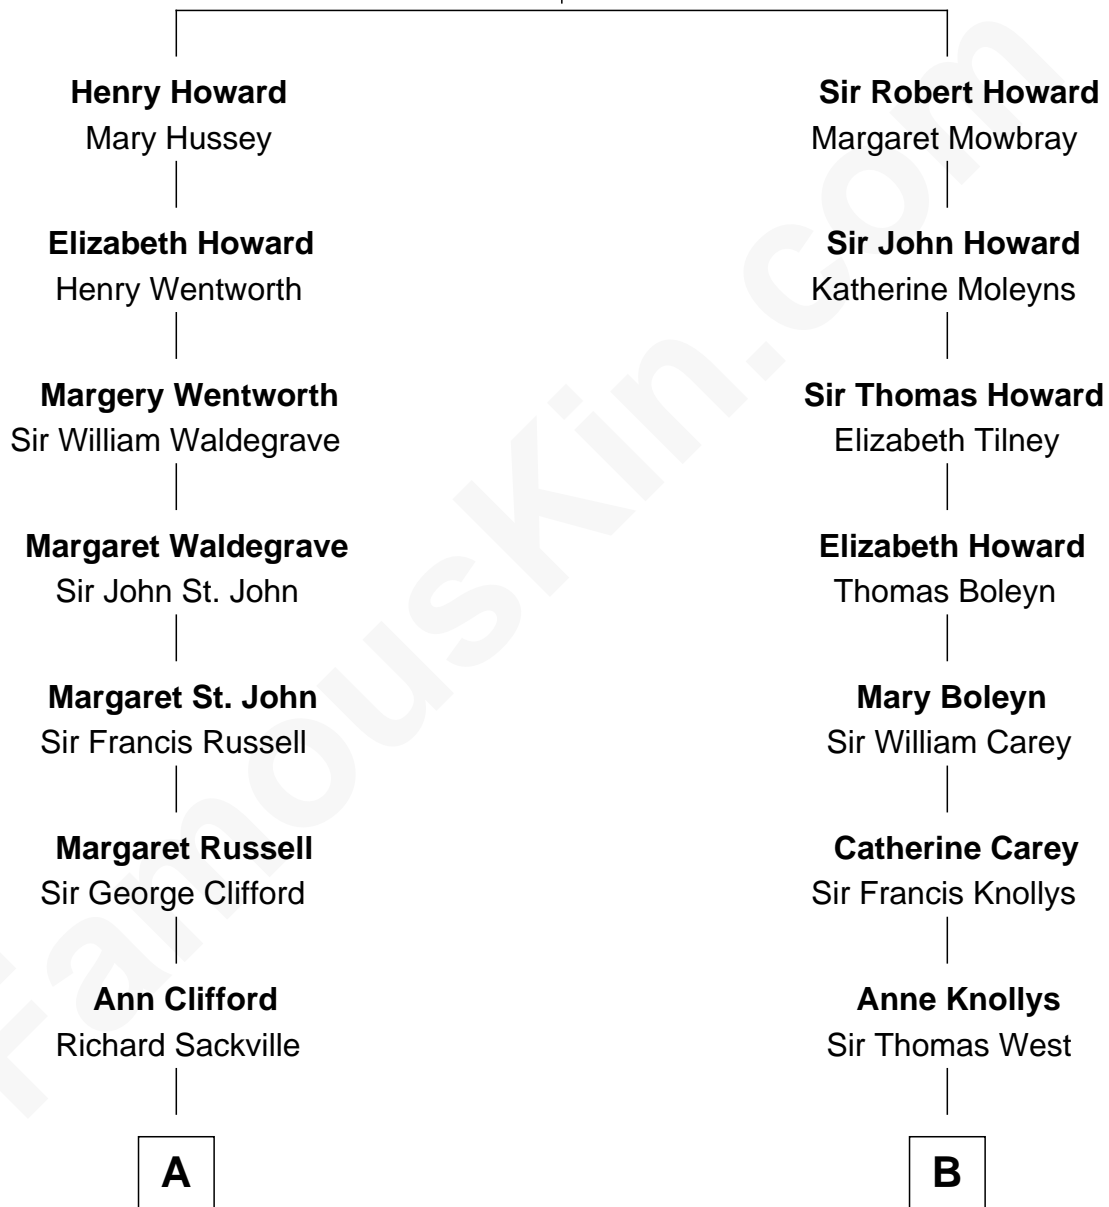 Henry Howard
Mary Hussey
Elizabeth Howard
Henry Wentworth
Margery Wentworth
Sir William Waldegrave
Margaret Waldegrave
Sir John St. John
Margaret St. John
Sir Francis Russell
Margaret Russell
Sir George Clifford
Ann Clifford
Richard Sackville
A
Sir Robert Howard
Margaret Mowbray
Sir John Howard
Katherine Moleyns
Sir Thomas Howard
Elizabeth Tilney
Elizabeth Howard
Thomas Boleyn
Mary Boleyn
Sir William Carey
Catherine Carey
Sir Francis Knollys
Anne Knollys
Sir Thomas West
B
FamousKin.com